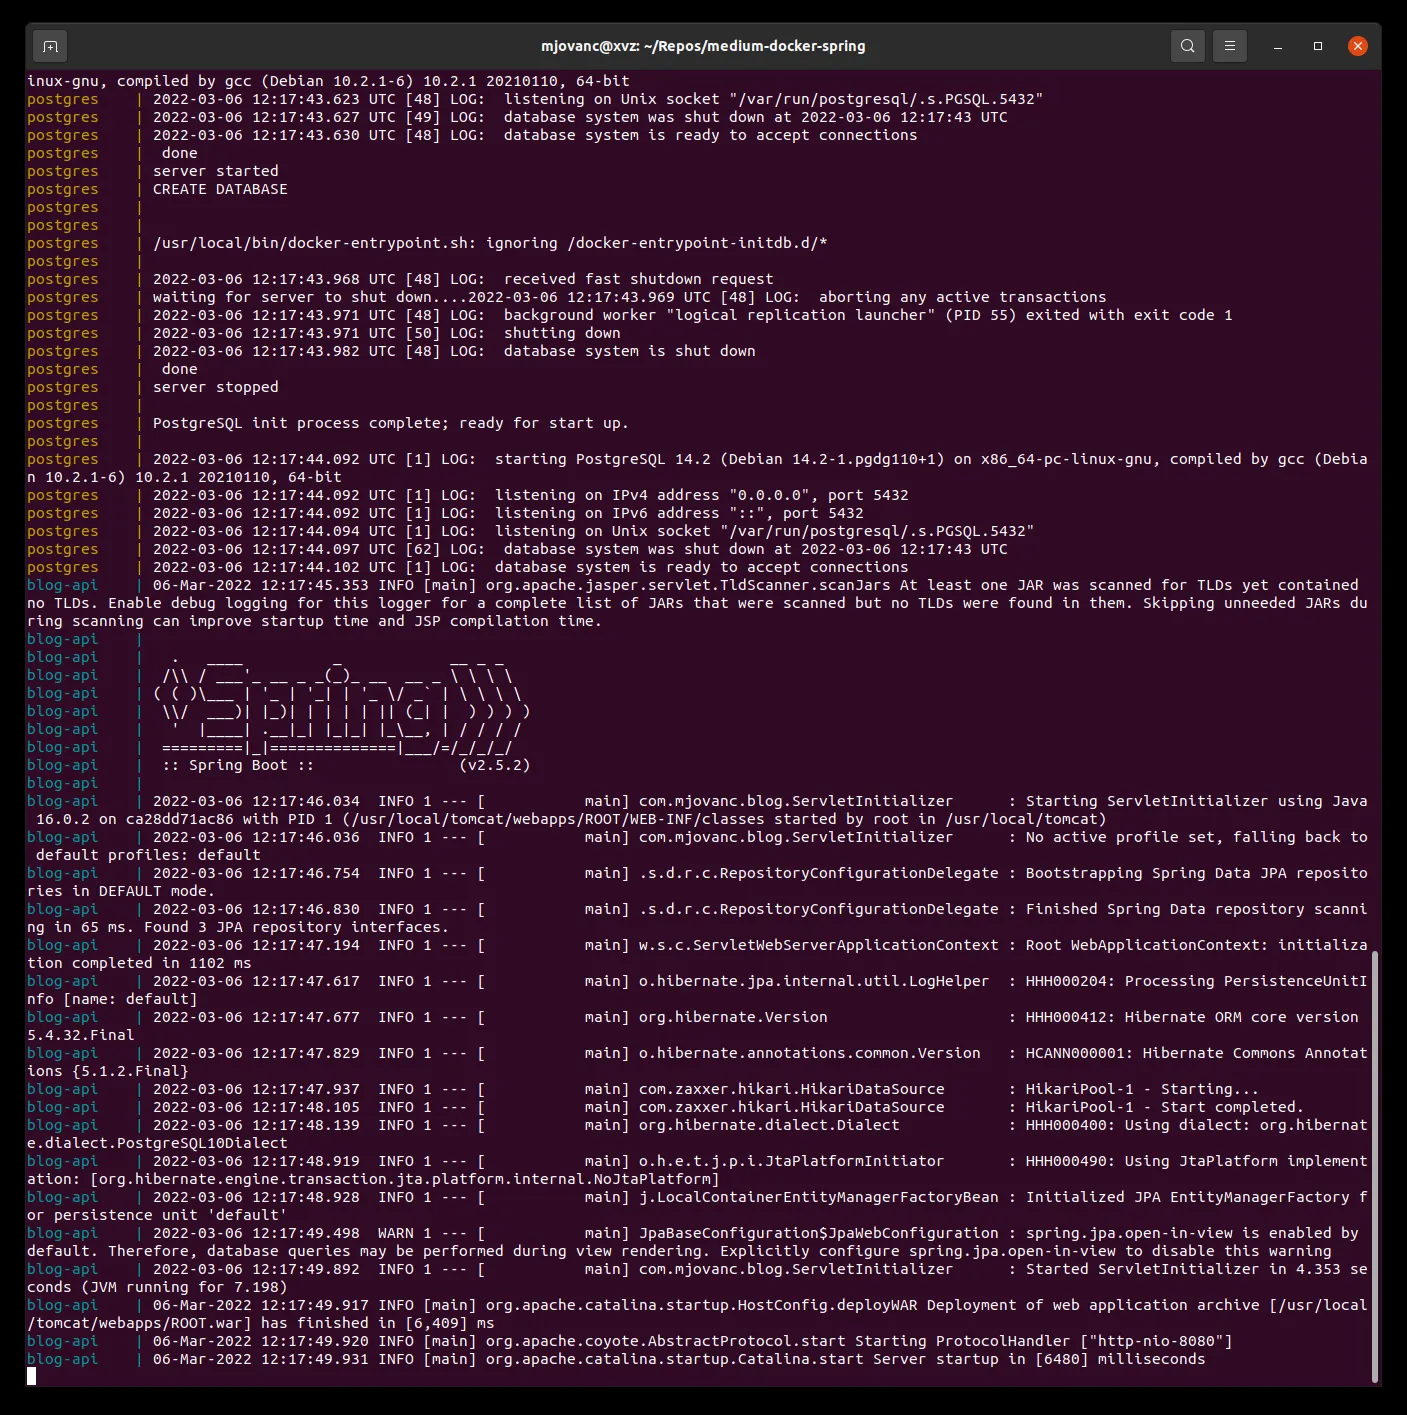 mjovanc@xvz: ~/Repos/medium-docker-spring
inux-gnu, compiled by gcc (Debian 10.2.1-6) 10.2.1 20210110, 64-bit
postgres    | 2022-03-06 12:17:43.623 UTC [48] LOG:  listening on Unix socket "/var/run/postgresql/.s.PGSQL.5432"
postgres    | 2022-03-06 12:17:43.627 UTC [49] LOG:  database system was shut down at 2022-03-06 12:17:43 UTC
postgres    | 2022-03-06 12:17:43.630 UTC [48] LOG:  database system is ready to accept connections
postgres    |  done
postgres    | server started
postgres    | CREATE DATABASE
postgres    |
postgres    |
postgres    | /usr/local/bin/docker-entrypoint.sh: ignoring /docker-entrypoint-initdb.d/*
postgres    |
postgres    | 2022-03-06 12:17:43.968 UTC [48] LOG:  received fast shutdown request
postgres    | waiting for server to shut down....2022-03-06 12:17:43.969 UTC [48] LOG:  aborting any active transactions
postgres    | 2022-03-06 12:17:43.971 UTC [48] LOG:  background worker "logical replication launcher" (PID 55) exited with exit code 1
postgres    | 2022-03-06 12:17:43.971 UTC [50] LOG:  shutting down
postgres    | 2022-03-06 12:17:43.982 UTC [48] LOG:  database system is shut down
postgres    |  done
postgres    | server stopped
postgres    |
postgres    | PostgreSQL init process complete; ready for start up.
postgres    |
postgres    | 2022-03-06 12:17:44.092 UTC [1] LOG:  starting PostgreSQL 14.2 (Debian 14.2-1.pgdg110+1) on x86_64-pc-linux-gnu, compiled by gcc (Debia
n 10.2.1-6) 10.2.1 20210110, 64-bit
postgres    | 2022-03-06 12:17:44.092 UTC [1] LOG:  listening on IPv4 address "0.0.0.0", port 5432
postgres    | 2022-03-06 12:17:44.092 UTC [1] LOG:  listening on IPv6 address "::", port 5432
postgres    | 2022-03-06 12:17:44.094 UTC [1] LOG:  listening on Unix socket "/var/run/postgresql/.s.PGSQL.5432"
postgres    | 2022-03-06 12:17:44.097 UTC [62] LOG:  database system was shut down at 2022-03-06 12:17:43 UTC
postgres    | 2022-03-06 12:17:44.102 UTC [1] LOG:  database system is ready to accept connections
blog-api    | 06-Mar-2022 12:17:45.353 INFO [main] org.apache.jasper.servlet.TldScanner.scanJars At least one JAR was scanned for TLDs yet contained
no TLDs. Enable debug logging for this logger for a complete list of JARs that were scanned but no TLDs were found in them. Skipping unneeded JARs du
ring scanning can improve startup time and JSP compilation time.
blog-api    |
blog-api    |   .   ____          _            __ _ _
blog-api    |  /\\ / ___'_ __ _ _(_)_ __  __ _ \ \ \ \
blog-api    | ( ( )\___ | '_ | '_| | '_ \/ _` | \ \ \ \
blog-api    |  \\/  ___)| |_)| | | | | || (_| |  ) ) ) )
blog-api    |   '  |____| .__|_| |_|_| |_\__, | / / / /
blog-api    |  =========|_|==============|___/=/_/_/_/
blog-api    |  :: Spring Boot ::                (v2.5.2)
blog-api    |
blog-api    | 2022-03-06 12:17:46.034  INFO 1 --- [           main] com.mjovanc.blog.ServletInitializer      : Starting ServletInitializer using Java
 16.0.2 on ca28dd71ac86 with PID 1 (/usr/local/tomcat/webapps/ROOT/WEB-INF/classes started by root in /usr/local/tomcat)
blog-api    | 2022-03-06 12:17:46.036  INFO 1 --- [           main] com.mjovanc.blog.ServletInitializer      : No active profile set, falling back to
 default profiles: default
blog-api    | 2022-03-06 12:17:46.754  INFO 1 --- [           main] .s.d.r.c.RepositoryConfigurationDelegate : Bootstrapping Spring Data JPA reposito
ries in DEFAULT mode.
blog-api    | 2022-03-06 12:17:46.830  INFO 1 --- [           main] .s.d.r.c.RepositoryConfigurationDelegate : Finished Spring Data repository scanni
ng in 65 ms. Found 3 JPA repository interfaces.
blog-api    | 2022-03-06 12:17:47.194  INFO 1 --- [           main] w.s.c.ServletWebServerApplicationContext : Root WebApplicationContext: initializa
tion completed in 1102 ms
blog-api    | 2022-03-06 12:17:47.617  INFO 1 --- [           main] o.hibernate.jpa.internal.util.LogHelper  : HHH000204: Processing PersistenceUnitI
nfo [name: default]
blog-api    | 2022-03-06 12:17:47.677  INFO 1 --- [           main] org.hibernate.Version                    : HHH000412: Hibernate ORM core version
5.4.32.Final
blog-api    | 2022-03-06 12:17:47.829  INFO 1 --- [           main] o.hibernate.annotations.common.Version   : HCANN000001: Hibernate Commons Annotat
ions {5.1.2.Final}
blog-api    | 2022-03-06 12:17:47.937  INFO 1 --- [           main] com.zaxxer.hikari.HikariDataSource       : HikariPool-1 - Starting...
blog-api    | 2022-03-06 12:17:48.105  INFO 1 --- [           main] com.zaxxer.hikari.HikariDataSource       : HikariPool-1 - Start completed.
blog-api    | 2022-03-06 12:17:48.139  INFO 1 --- [           main] org.hibernate.dialect.Dialect            : HHH000400: Using dialect: org.hibernat
e.dialect.PostgreSQL10Dialect
blog-api    | 2022-03-06 12:17:48.919  INFO 1 --- [           main] o.h.e.t.j.p.i.JtaPlatformInitiator       : HHH000490: Using JtaPlatform implement
ation: [org.hibernate.engine.transaction.jta.platform.internal.NoJtaPlatform]
blog-api    | 2022-03-06 12:17:48.928  INFO 1 --- [           main] j.LocalContainerEntityManagerFactoryBean : Initialized JPA EntityManagerFactory f
or persistence unit 'default'
blog-api    | 2022-03-06 12:17:49.498  WARN 1 --- [           main] JpaBaseConfiguration$JpaWebConfiguration : spring.jpa.open-in-view is enabled by
default. Therefore, database queries may be performed during view rendering. Explicitly configure spring.jpa.open-in-view to disable this warning
blog-api    | 2022-03-06 12:17:49.892  INFO 1 --- [           main] com.mjovanc.blog.ServletInitializer      : Started ServletInitializer in 4.353 se
conds (JVM running for 7.198)
blog-api    | 06-Mar-2022 12:17:49.917 INFO [main] org.apache.catalina.startup.HostConfig.deployWAR Deployment of web application archive [/usr/local
/tomcat/webapps/ROOT.war] has finished in [6,409] ms
blog-api    | 06-Mar-2022 12:17:49.920 INFO [main] org.apache.coyote.AbstractProtocol.start Starting ProtocolHandler ["http-nio-8080"]
blog-api    | 06-Mar-2022 12:17:49.931 INFO [main] org.apache.catalina.startup.Catalina.start Server startup in [6480] milliseconds